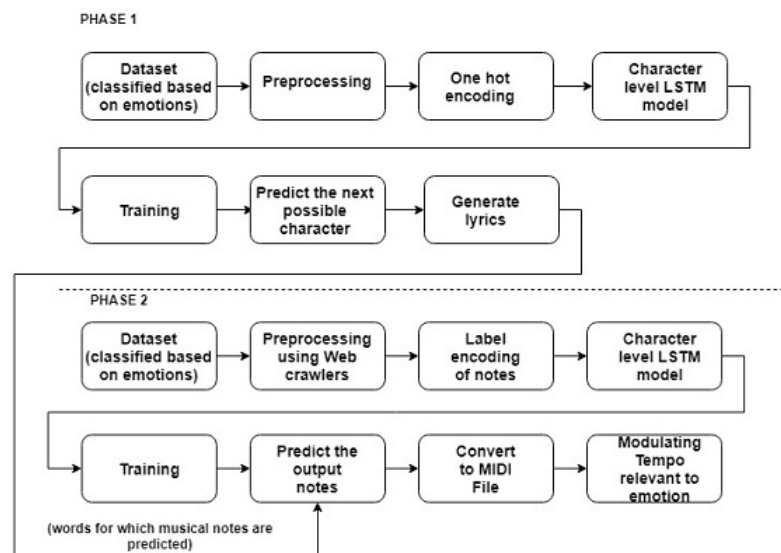 PHASE 1
Dataset
(classified based
on emotions)
Preprocessing
One hot
encoding
Character
level LSTM
model
Training
Predict the next
possible
character
Generate
lyrics
PHASE 2
Dataset
(classified based
on emotions)
Preprocessing
using Web
crawlers
Label
encoding
of notes
Character
level LSTM
model
Training
Predict the
output
notes
Convert
to MIDI
File
Modulating
Tempo
relevant to
emotion
(words for which musical notes are
predicted)